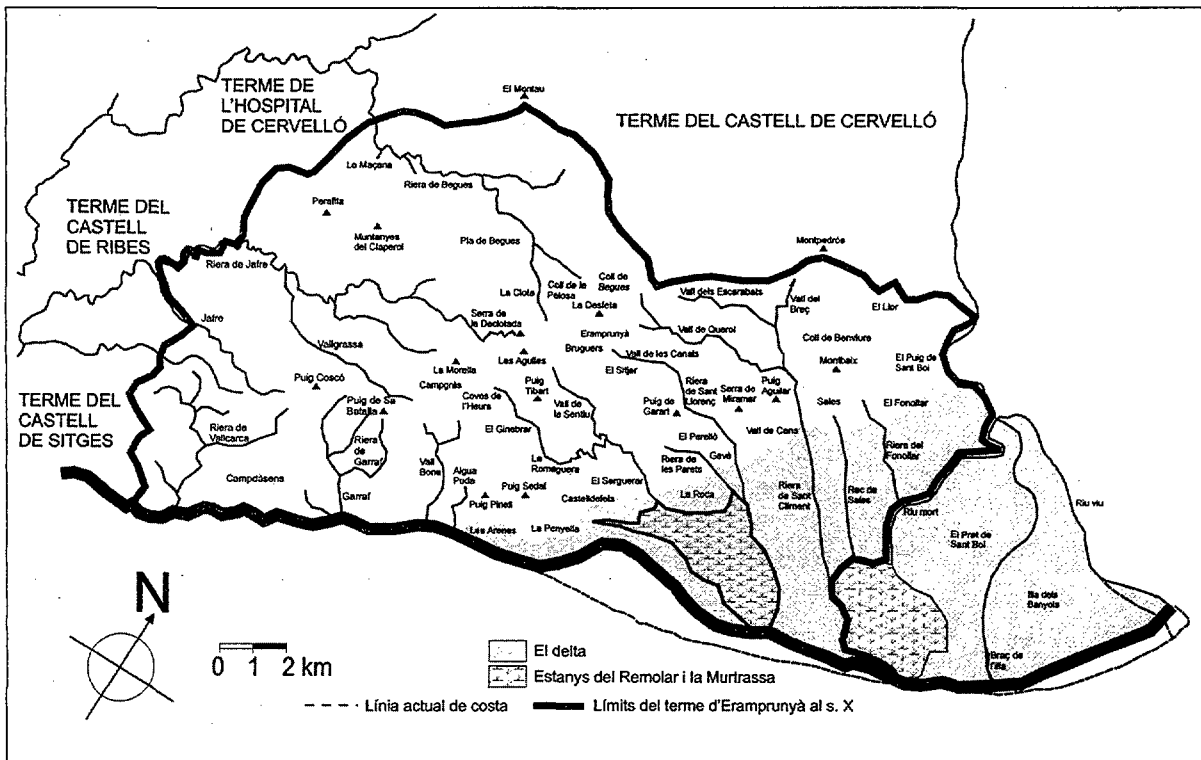 TERME DE
L'HOSPITAL
DE CERVELLÓ
El Montau
TERME DEL CASTELL DE CERVELLÓ
La Maçana
Riera de Begues
TERME DEL
CASTELL
DE RIBES
Perafita
Muntanyes
del Claperol
Pla de Begues
Montpedrós
Riera de Jafre
Coll de
Begues
Coll de la
Pelosa
La Clota
La Desfeta
Vall dels Escarabats
Vall del
Breç
El Llor
Jafre
Serra de
la Declotada
Eramprunyà
Vall de Querol
Coll de Benviure
Vallgrassa
Bruguers
Vall de les Canals
Les Agulles
La Morella
El Sitjar
Montbaix
El Puig de
Sant Boi
Puig Coscó
Campgràs
Covos de
l'Heura
Puig
Tibart
Riera
de Sant
Llorenç
Serra de
Miramar
Puig
Aguilar
TERME DEL
CASTELL
DE SITGES
Puig de Sa
Batalla
Vall de
la Sentiu
Puig de
Garart
Sales
El Fonollar
Riera de
Vallcarca
Riera
de
Garraf
El Ginebrar
El Parelló
Vall de Cans
Riera del
Fonollar
Vall
Bona
La
Romeguera
Gavà
Riera de
les Parets
Campdàsens
Aigua
Puda
El Serguerar
Garraf
Puig Pinell
Puig Sedal
Castelldefels
La Roca
Riera
de Sant
Climent
Rec de
Sales
Riu mort
Riu viu
Les Arenes
La Penyella
El Prat de
Sant Boi
Illa dels
Banyols
Braç de
l'illa
N
0 1 2 km
El delta
Estanys del Remolar i la Murtrassa
Línia actual de costa
Límits del terme d'Eramprunyà al s. X